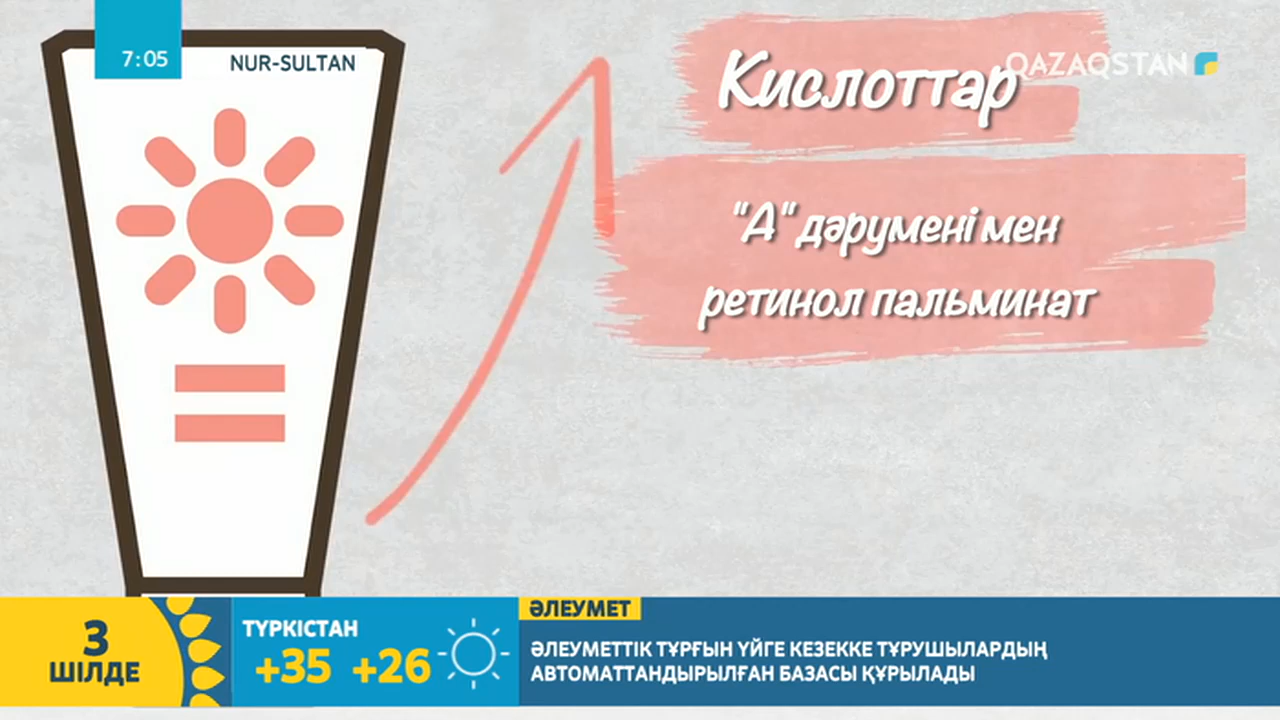 7:05
NUR-SULTAN
QAZAQSTAN
Кислоттар
"А" дәрумені мен
ретинол пальминат
3
ШІЛДЕ
ТҮРКІСТАН
+35 +26
ӘЛЕУМЕТ
ӘЛЕУМЕТТІК ТҰРҒЫН ҮЙГЕ КЕЗЕККЕ ТҰРУШЫЛАРДЫҢ
АВТОМАТТАНДЫРЫЛҒАН БАЗАСЫ ҚҰРЫЛАДЫ